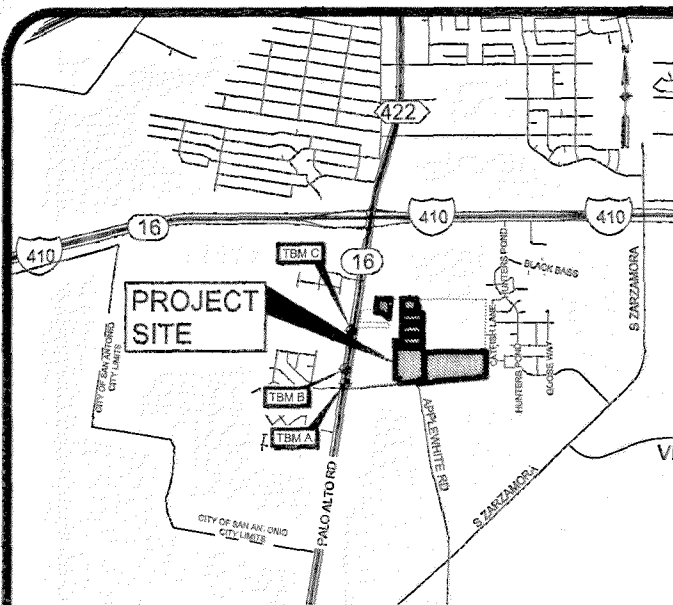 N
422
16
410
410
410
TBM C
16
HUNTERS POND
BLACK BASS
PROJECT
SITE
S ZARZAMORA
CATFISH LANE
HUNTERS POND
GOOSE WAY
CITY OF SAN ANTONIO
CITY LIMITS
TBM B
TBM A
APPLEWHITE RD
PALO ALTO RD
S ZARZAMORA
CITY OF SAN ANTONIO
CITY LIMITS